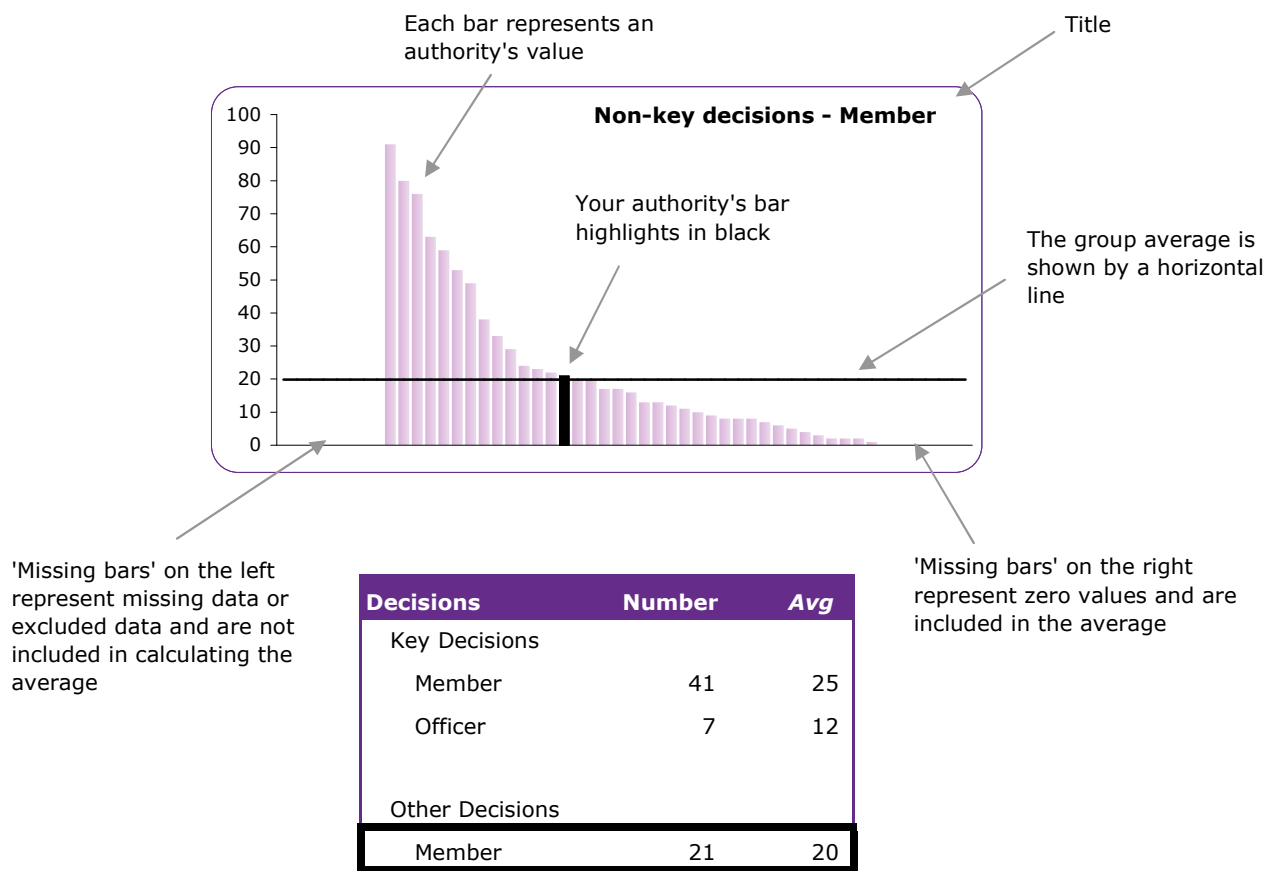 Each bar represents an
authority's value
Title
Non-key decisions - Member
100
90
80
70
60
50
40
30
20
10
0
Your authority's bar
highlights in black
The group average is
shown by a horizontal
line
'Missing bars' on the left
represent missing data or
excluded data and are not
included in calculating the
average
'Missing bars' on the right
represent zero values and are
included in the average
Decisions Number Avg
Key Decisions
Member 41 25
Officer 7 12
Other Decisions
Member 21 20